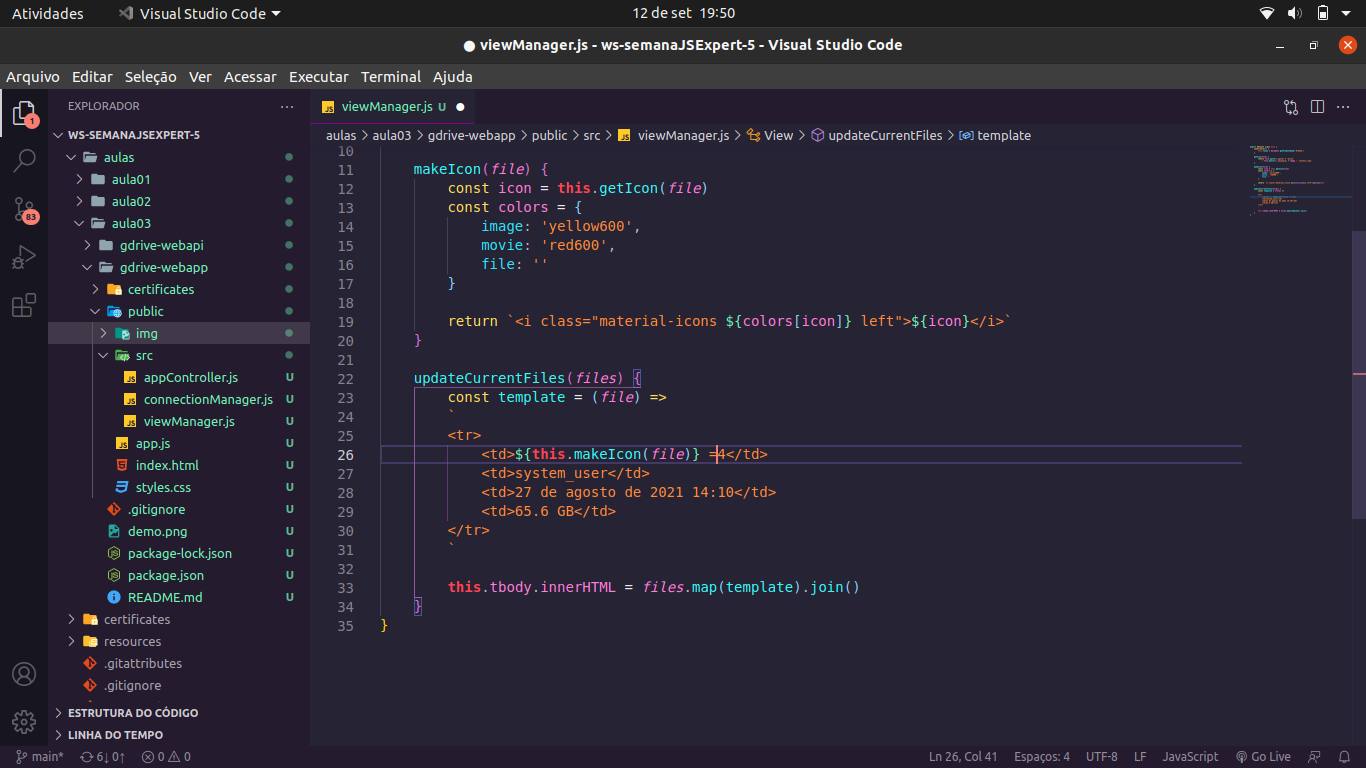 Atividades
Visual Studio Code
12 de set 19:50
● viewManager.js - ws-semanaJSExpert-5 - Visual Studio Code
Arquivo Editar Seleção Ver Acessar Executar Terminal Ajuda
1
83
EXPLORADOR
WS-SEMANAJSEXPERT-5
aulas
aula01
aula02
aula03
gdrive-webapi
gdrive-webapp
certificates
public
img
src
JS appController.js U
JS connectionManager.js U
JS viewManager.js U
JS app.js U
index.html U
styles.css U
.gitignore U
demo.png U
package-lock.json U
package.json U
README.md U
certificates
resources
.gitattributes
.gitignore
ESTRUTURA DO CÓDIGO
LINHA DO TEMPO
JS viewManager.js U ●
aulas > aula03 > gdrive-webapp > public > src > JS viewManager.js > View > updateCurrentFiles > template
10
11 makeIcon(file) {
12 const icon = this.getIcon(file)
13 const colors = {
14 image: 'yellow600',
15 movie: 'red600',
16 file: ''
17 }
18
19 return `<i class="material-icons ${colors[icon]} left">${icon}</i>`
20 }
21
22 updateCurrentFiles(files) {
23 const template = (file) =>
24 `
25 <tr>
26 <td>${this.makeIcon(file)} =4</td>
27 <td>system_user</td>
28 <td>27 de agosto de 2021 14:10</td>
29 <td>65.6 GB</td>
30 </tr>
31 `
32
33 this.tbody.innerHTML = files.map(template).join()
34 }
35 }
main* 6↓ 0↑ 0 0
Ln 26, Col 41 Espaços: 4 UTF-8 LF JavaScript Go Live